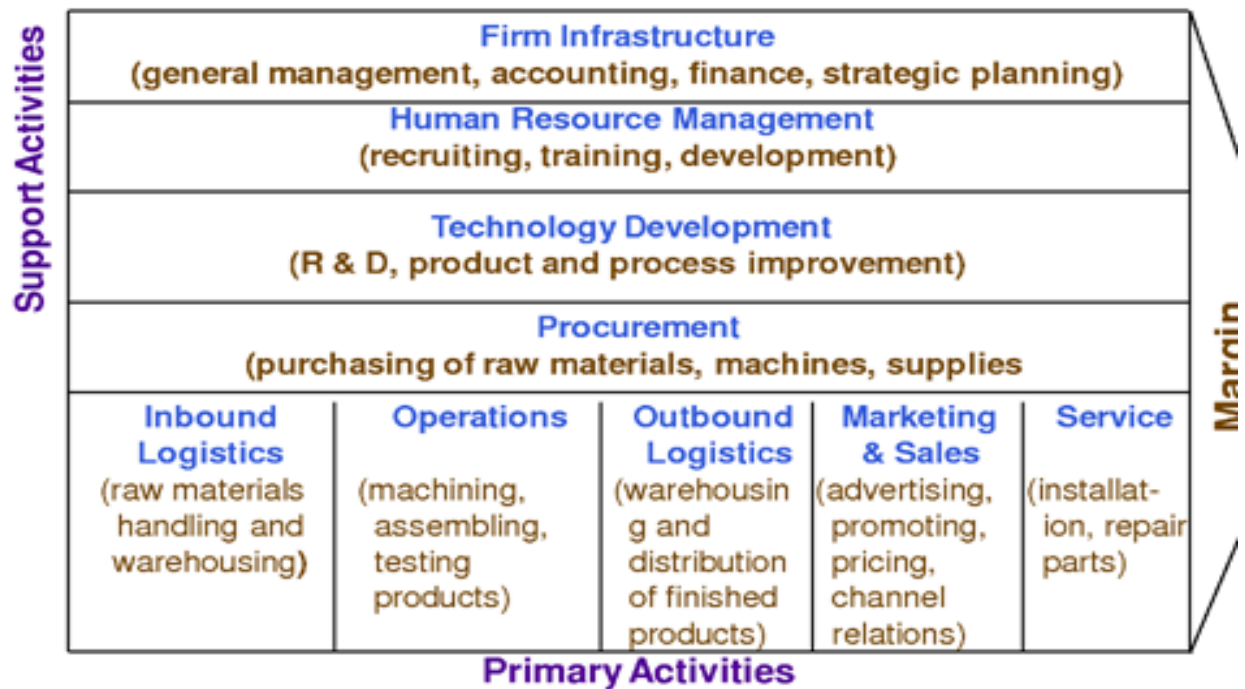 Support Activities
Firm Infrastructure
(general management, accounting, finance, strategic planning)
Human Resource Management
(recruiting, training, development)
Technology Development
(R & D, product and process improvement)
Procurement
(purchasing of raw materials, machines, supplies
Inbound
Logistics
(raw materials
handling and
warehousing)
Operations
(machining,
assembling,
testing
products)
Outbound
Logistics
(warehousin
g and
distribution
of finished
products)
Marketing
& Sales
(advertising,
promoting,
pricing,
channel
relations)
Service
(installat-
ion, repair
parts)
Margin
Primary Activities